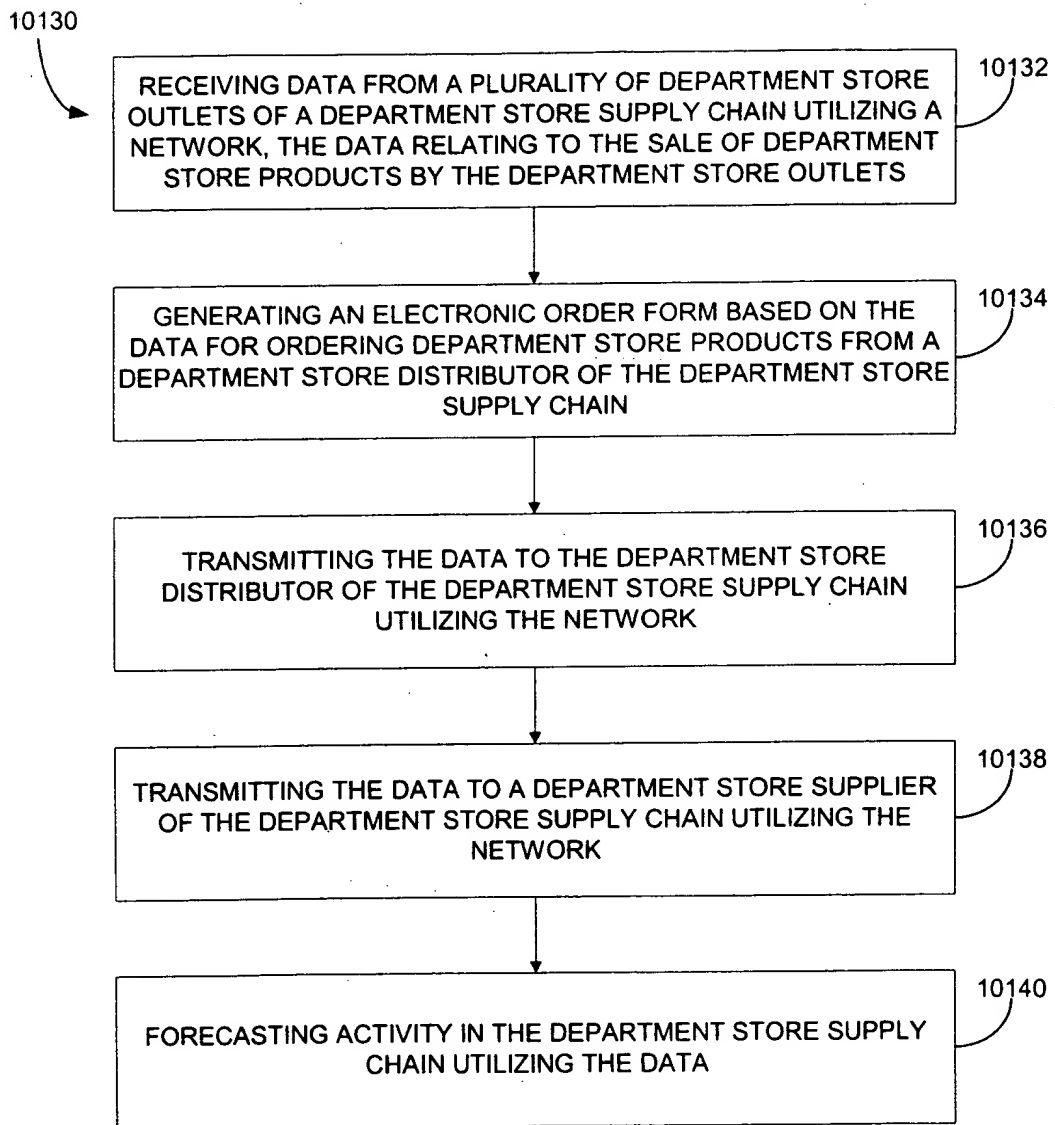 10130
RECEIVING DATA FROM A PLURALITY OF DEPARTMENT STORE
OUTLETS OF A DEPARTMENT STORE SUPPLY CHAIN UTILIZING A
NETWORK, THE DATA RELATING TO THE SALE OF DEPARTMENT
STORE PRODUCTS BY THE DEPARTMENT STORE OUTLETS
10132
GENERATING AN ELECTRONIC ORDER FORM BASED ON THE
DATA FOR ORDERING DEPARTMENT STORE PRODUCTS FROM A
DEPARTMENT STORE DISTRIBUTOR OF THE DEPARTMENT STORE
SUPPLY CHAIN
10134
TRANSMITTING THE DATA TO THE DEPARTMENT STORE
DISTRIBUTOR OF THE DEPARTMENT STORE SUPPLY CHAIN
UTILIZING THE NETWORK
10136
TRANSMITTING THE DATA TO A DEPARTMENT STORE SUPPLIER
OF THE DEPARTMENT STORE SUPPLY CHAIN UTILIZING THE
NETWORK
10138
FORECASTING ACTIVITY IN THE DEPARTMENT STORE SUPPLY
CHAIN UTILIZING THE DATA
10140